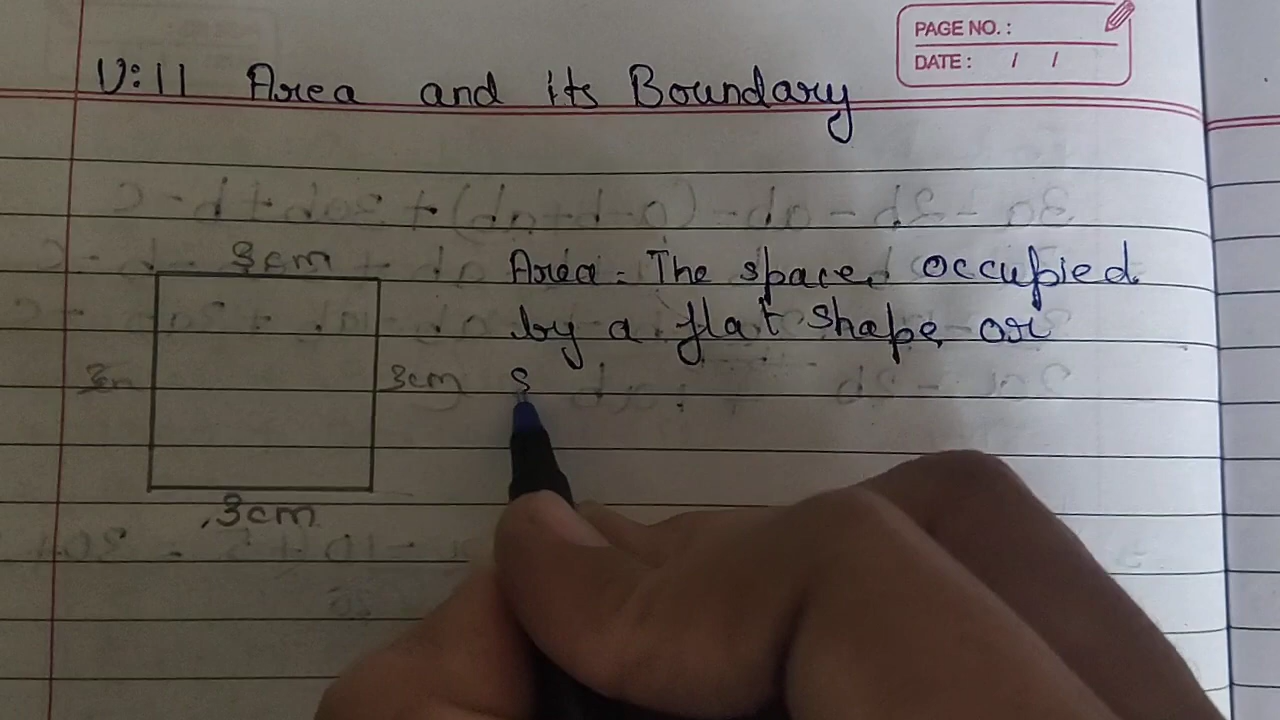 PAGE NO. :
DATE : / /
U:11 Area and its Boundary
3cm
Area - The space occupied
by a flat shape or
3cm s
3cm